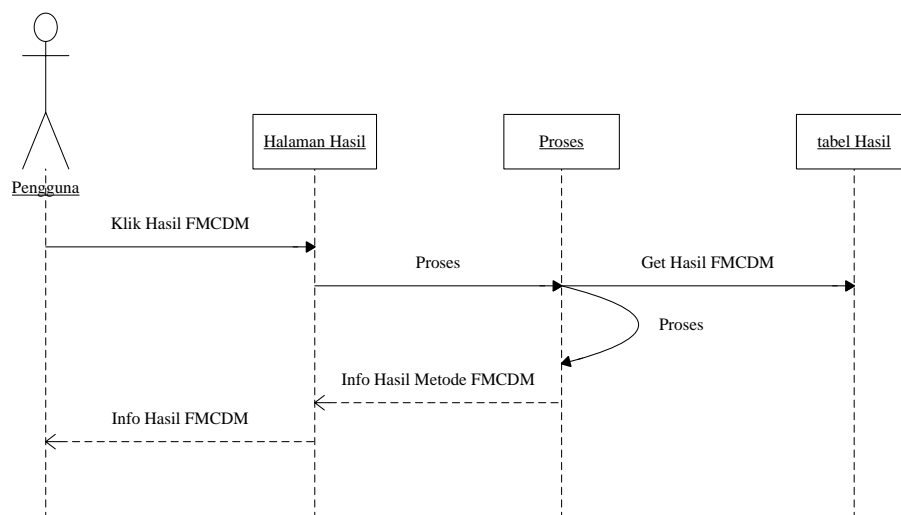 Halaman Hasil
Proses
tabel Hasil
Pengguna
Klik Hasil FMCDM
Proses
Get Hasil FMCDM
Proses
Info Hasil Metode FMCDM
Info Hasil FMCDM